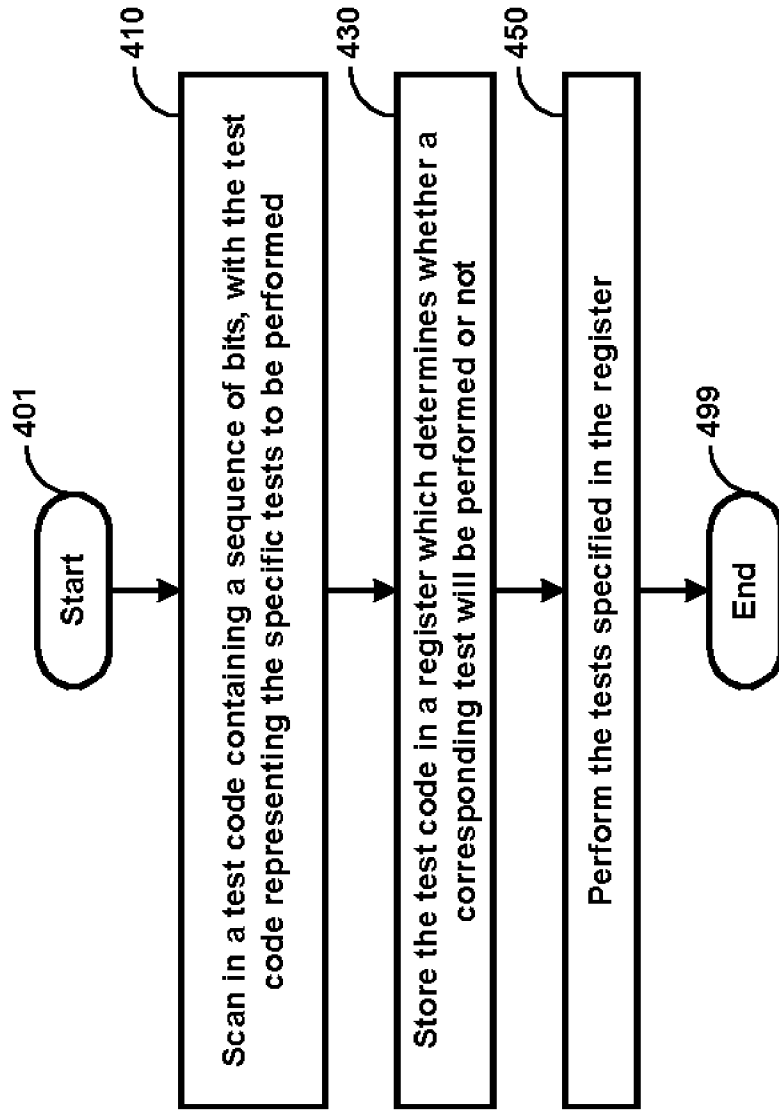 Start
401
410
Scan in a test code containing a sequence of bits, with the test
code representing the specific tests to be performed
430
Store the test code in a register which determines whether a
corresponding test will be performed or not
450
Perform the tests specified in the register
499
End